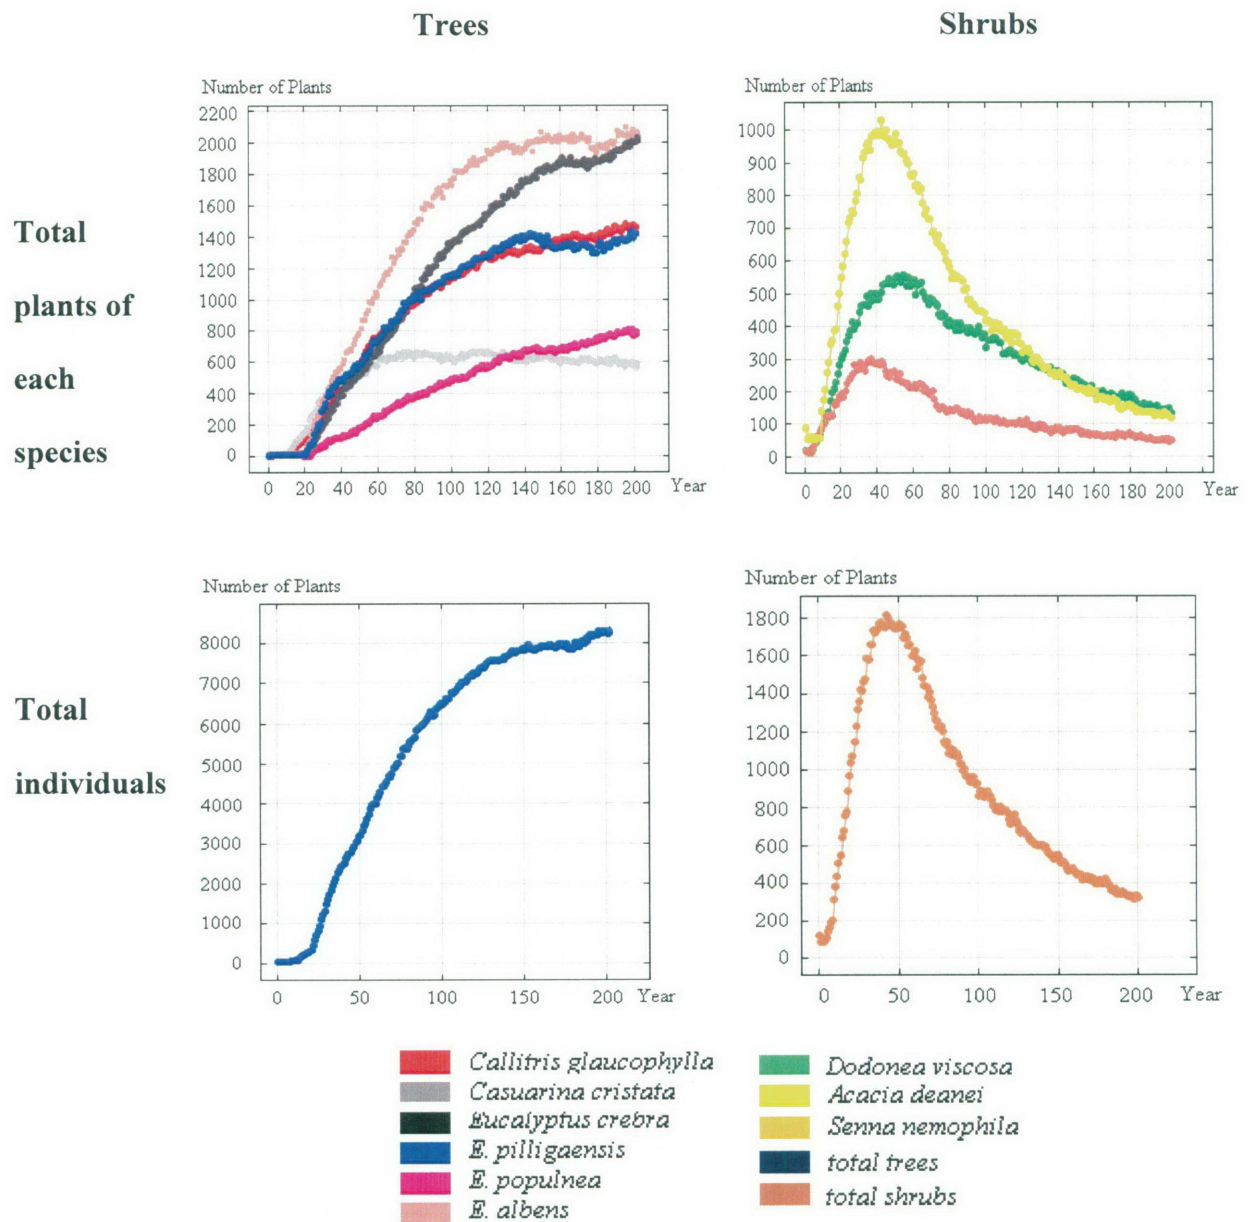 Trees
Shrubs
Total
plants of
each
species
Number of Plants
2200
2000
1800
1600
1400
1200
1000
800
600
400
200
0
0 20 40 60 80 100 120 140 160 180 200 Year
Number of Plants
1000
900
800
700
600
500
400
300
200
100
0
0 20 40 60 80 100 120 140 160 180 200 Year
Total
individuals
Number of Plants
8000
7000
6000
5000
4000
3000
2000
1000
0
0 50 100 150 200 Year
Number of Plants
1800
1600
1400
1200
1000
800
600
400
200
0
0 50 100 150 200 Year
Callitris glaucophylla
Casuarina cristata
Eucalyptus crebra
E. pilligaensis
E. populnea
E. albens
Dodonea viscosa
Acacia deanei
Senna nemophila
total trees
total shrubs